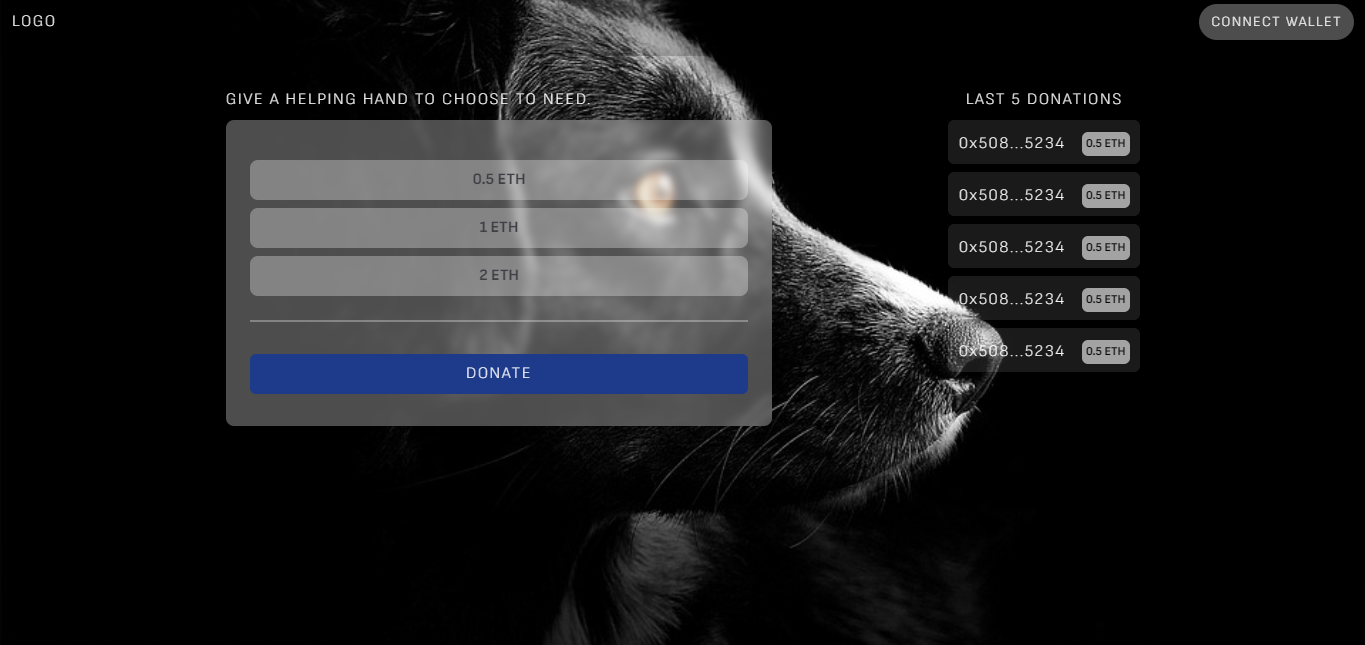 LOGO
CONNECT WALLET
GIVE A HELPING HAND TO CHOOSE TO NEED.
0.5 ETH
1 ETH
2 ETH
DONATE
LAST 5 DONATIONS
0x508...5234 0.5 ETH
0x508...5234 0.5 ETH
0x508...5234 0.5 ETH
0x508...5234 0.5 ETH
0x508...5234 0.5 ETH